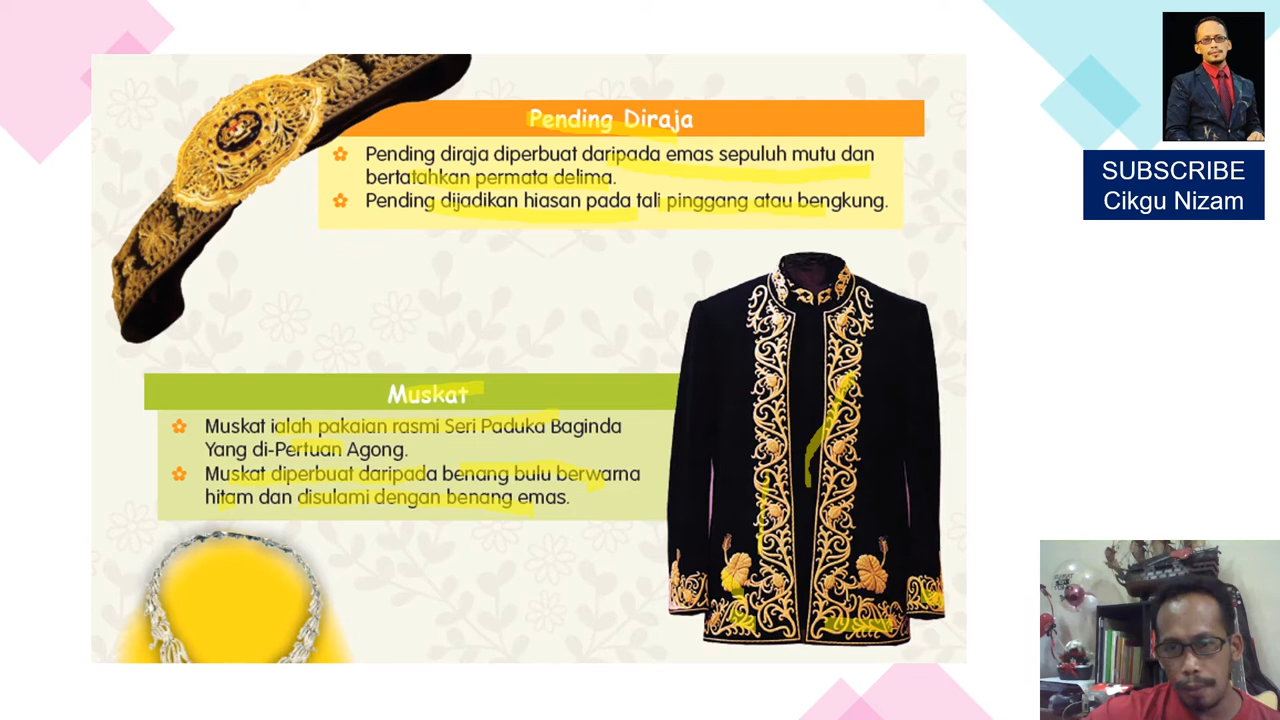 Pending Diraja
Pending diraja diperbuat daripada emas sepuluh mutu dan
bertatahkan permata delima.
Pending dijadikan hiasan pada tali pinggang atau bengkung.
Muskat
Muskat ialah pakaian rasmi Seri Paduka Baginda
Yang di-Pertuan Agong.
Muskat diperbuat daripada benang bulu berwarna
hitam dan disulami dengan benang emas.
SUBSCRIBE
Cikgu Nizam